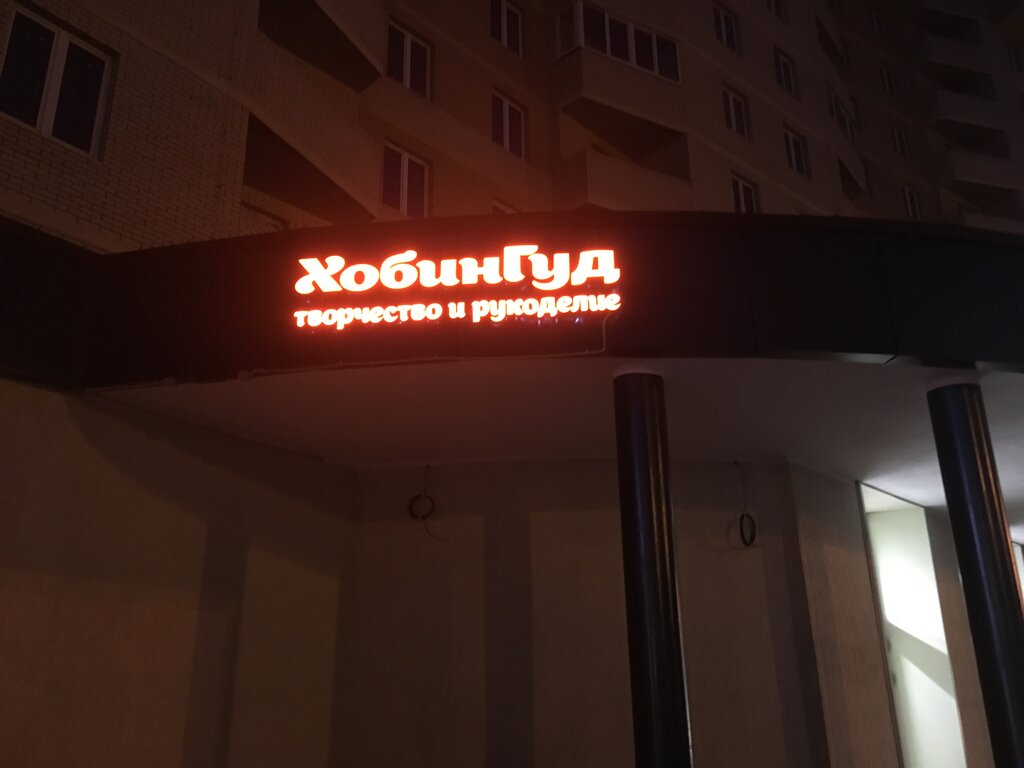 ХобинГуд
творчество и рукоделие